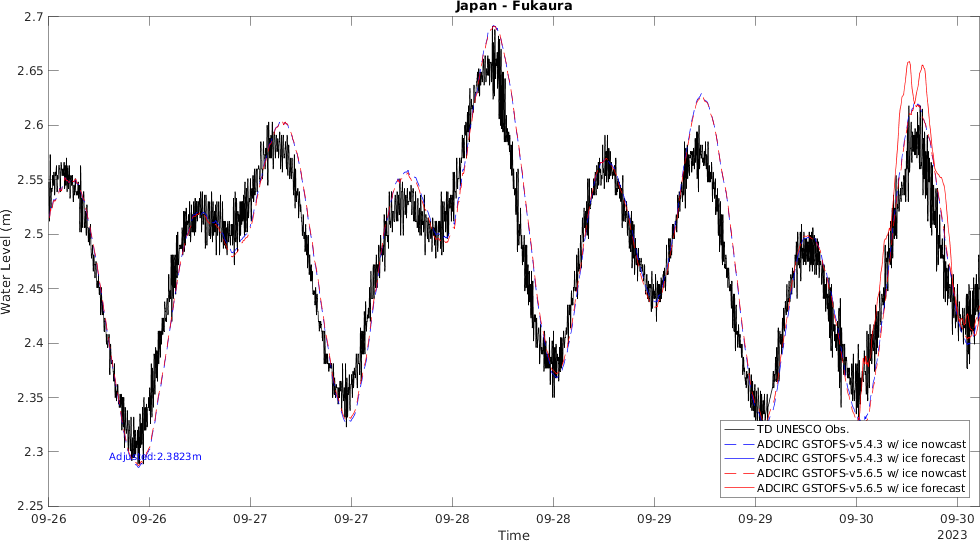 Japan - Fukaura
2.7
2.65
2.6
2.55
2.5
2.45
2.4
2.35
2.3
2.25
Water Level (m)
Adjusted:2.3823m
TD UNESCO Obs.
ADCIRC GSTOFS-v5.4.3 w/ ice nowcast
ADCIRC GSTOFS-v5.4.3 w/ ice forecast
ADCIRC GSTOFS-v5.6.5 w/ ice nowcast
ADCIRC GSTOFS-v5.6.5 w/ ice forecast
09-26 09-26 09-27 09-27 09-28 09-28 09-29 09-29 09-30 09-30
Time
2023